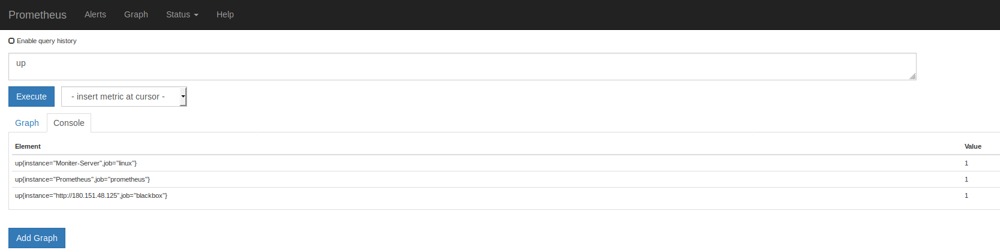 Prometheus Alerts Graph Status Help
Enable query history
up
Execute - insert metric at cursor -
Graph Console
Element Value
up{instance="Moniter-Server",job="linux"} 1
up{instance="Prometheus",job="prometheus"} 1
up{instance="http://180.151.48.125",job="blackbox"} 1
Add Graph